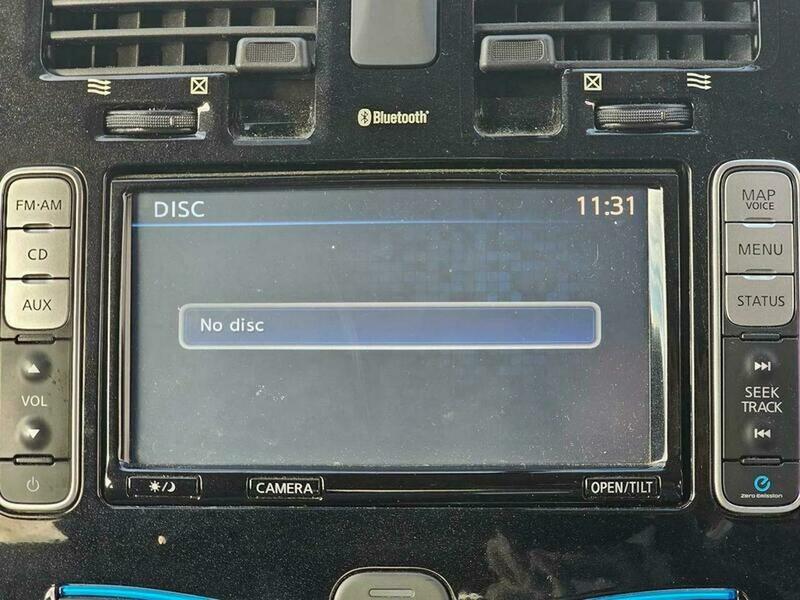 Bluetooth
DISC 11:31
No disc
FM·AM
CD
AUX
VOL
MAP
VOICE
MENU
STATUS
SEEK
TRACK
Zero Emission
CAMERA
OPEN/TILT